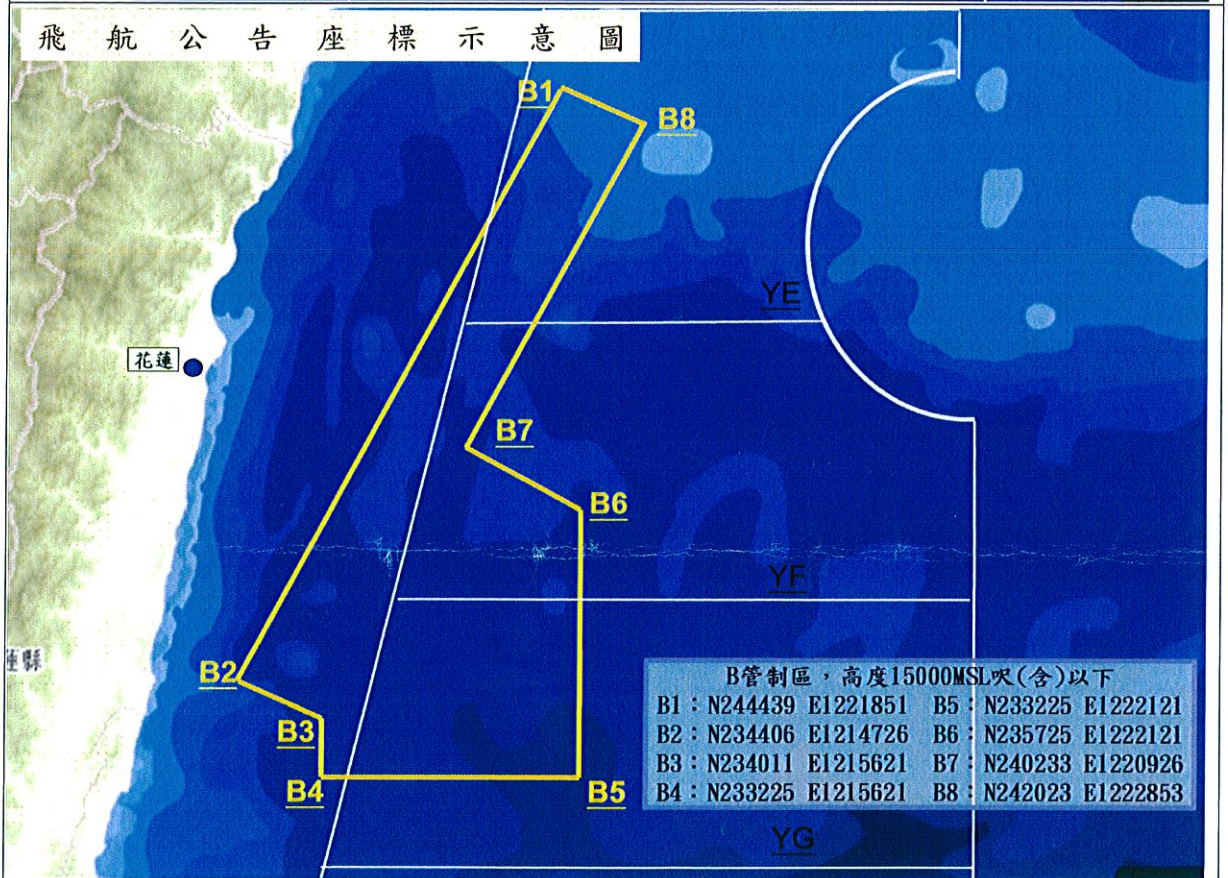 飛航公告座標示意圖
B1
B8
YE
花蓮
B7
B6
YF
蓮縣
B2
B3
B4
B5
B管制區，高度15000MSL呎(含)以下
B1：N244439 E1221851 B5：N233225 E1222121
B2：N234406 E1214726 B6：N235725 E1222121
B3：N234011 E1215621 B7：N240233 E1220926
B4：N233225 E1215621 B8：N242023 E1222853
YG